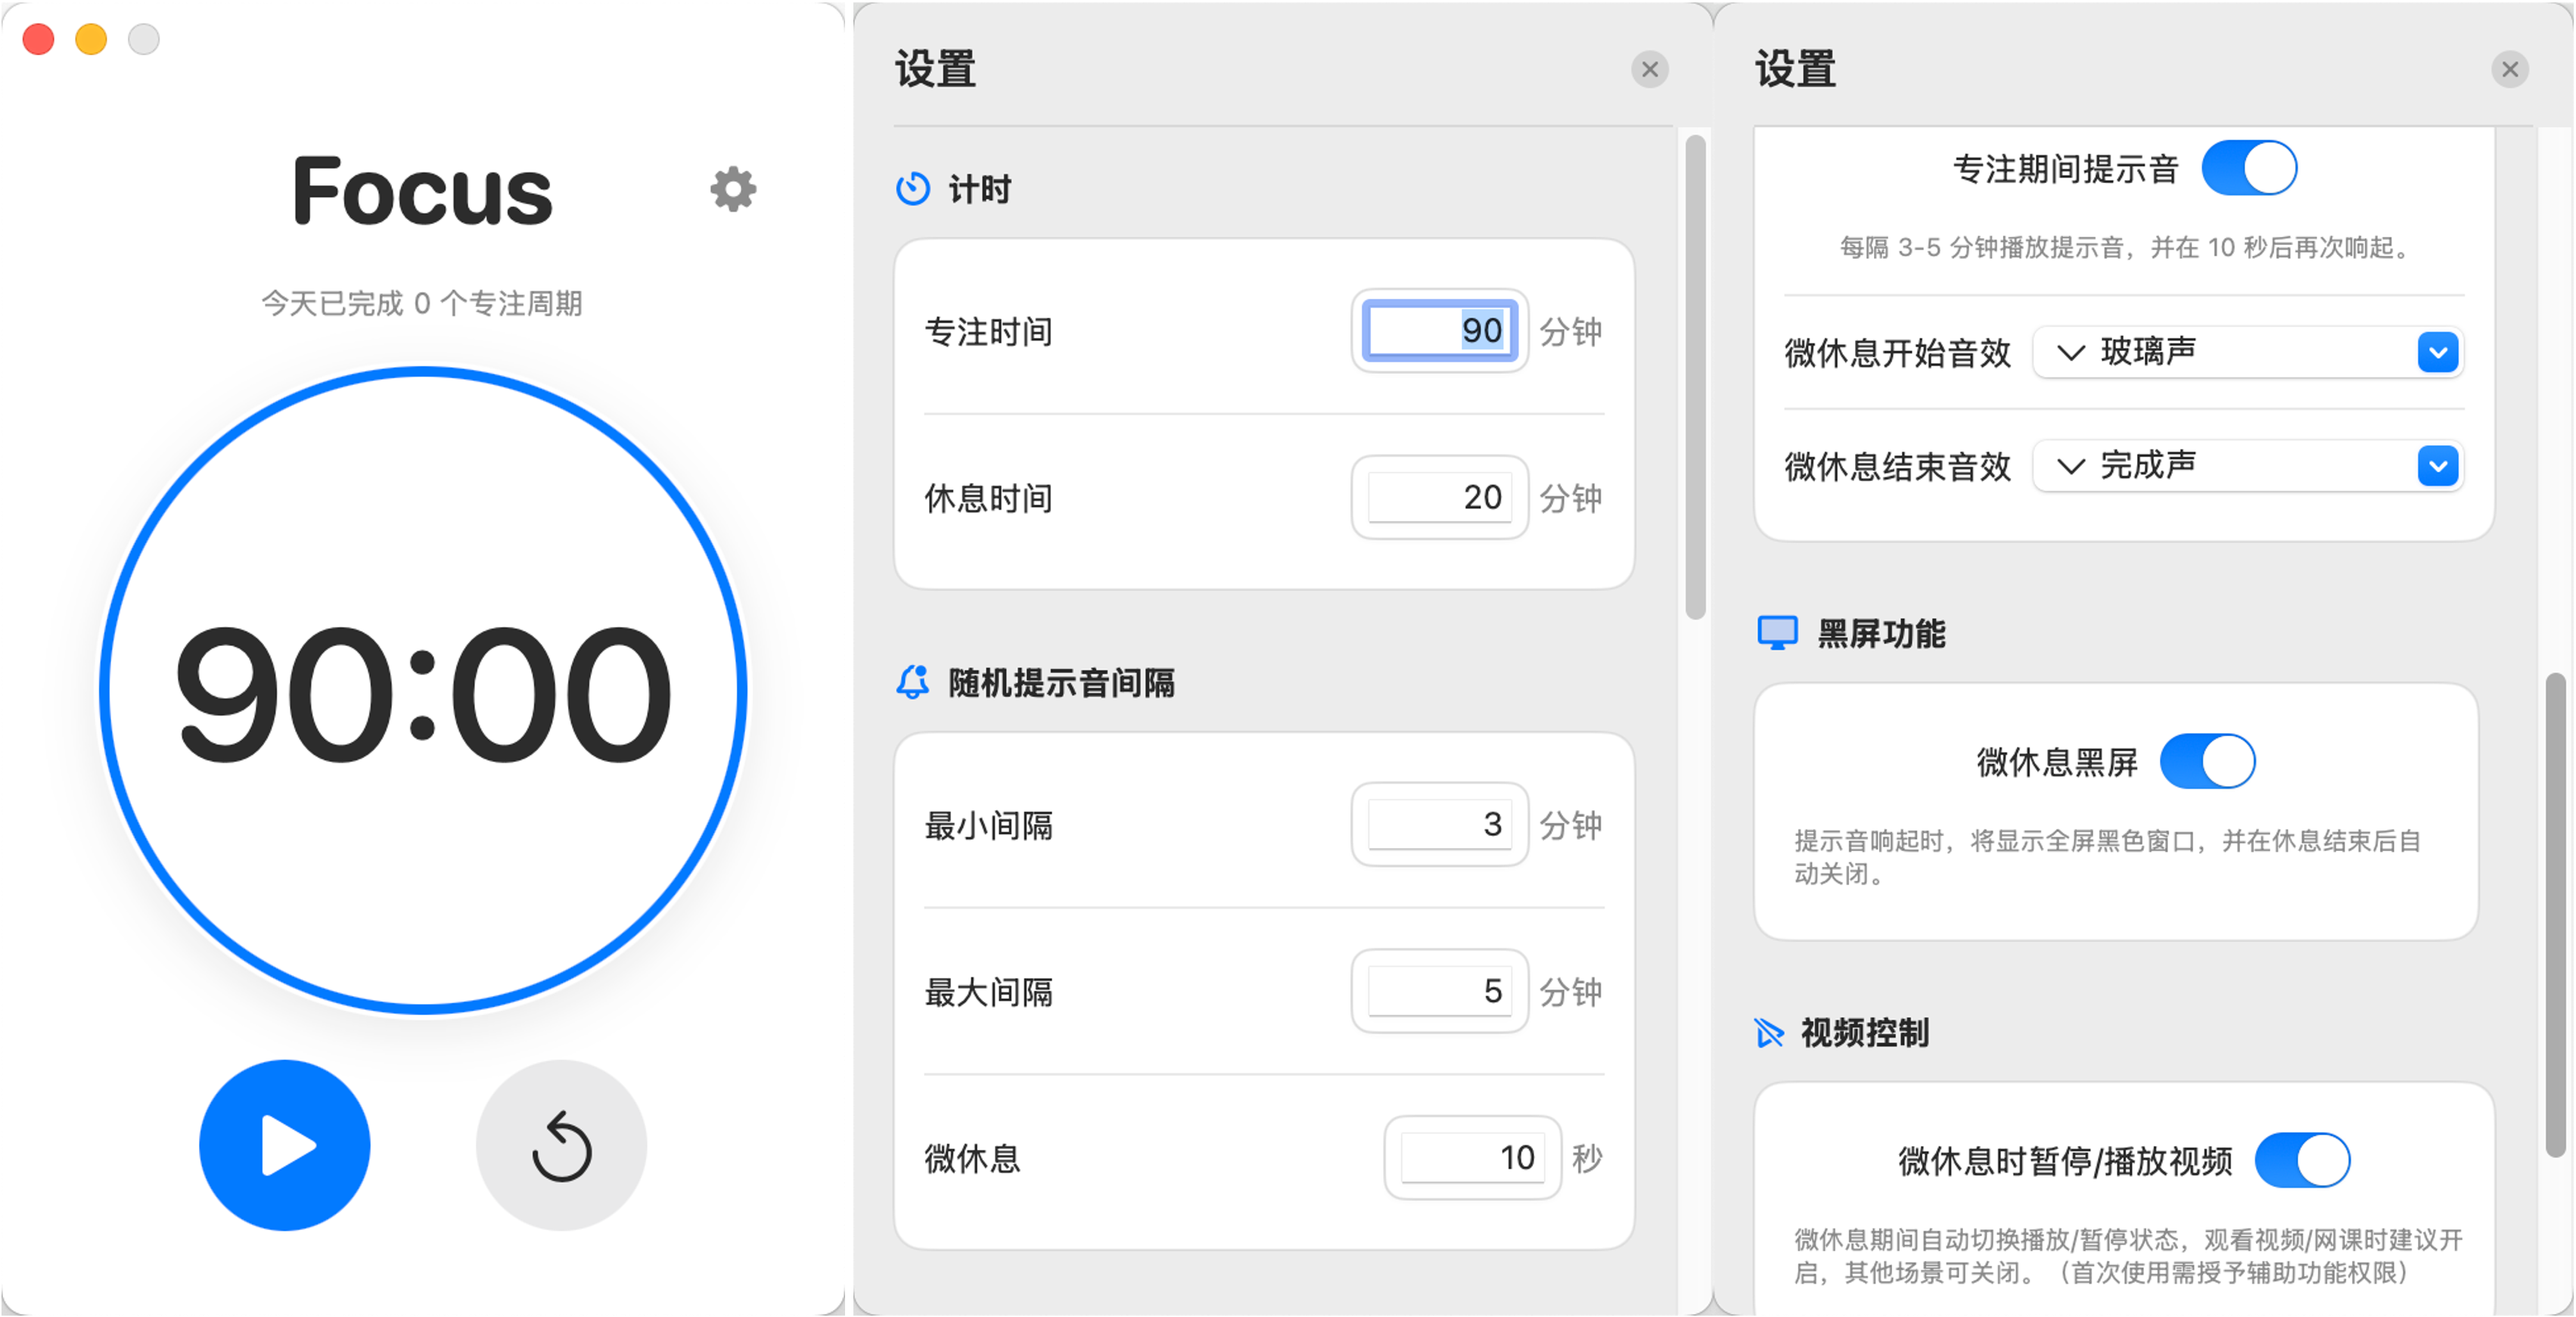 Focus
今天已完成 0 个专注周期
90:00
设置
计时
专注时间 90 分钟
休息时间 20 分钟
随机提示音间隔
最小间隔 3 分钟
最大间隔 5 分钟
微休息 10 秒
设置
专注期间提示音
每隔 3-5 分钟播放提示音，并在 10 秒后再次响起。
微休息开始音效 玻璃声
微休息结束音效 完成声
黑屏功能
微休息黑屏
提示音响起时，将显示全屏黑色窗口，并在休息结束后自
动关闭。
视频控制
微休息时暂停/播放视频
微休息期间自动切换播放/暂停状态，观看视频/网课时建议开
启，其他场景可关闭。（首次使用需授予辅助功能权限）